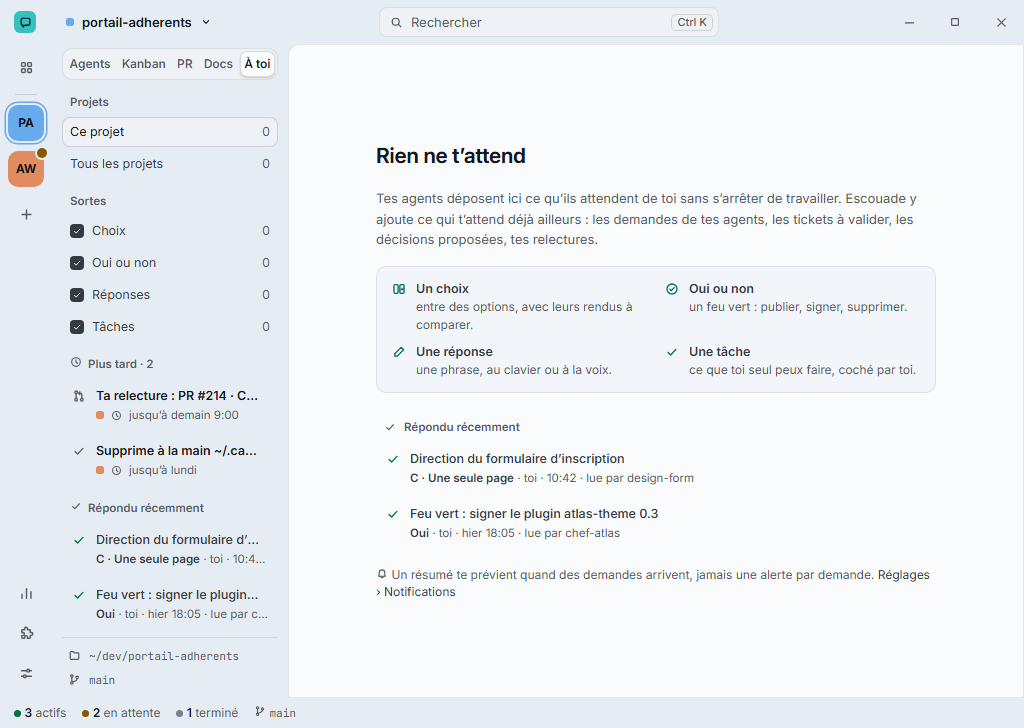 portail-adherents
Rechercher
Ctrl K
Agents
Kanban
PR
Docs
À toi
PA
AW
Projets
Ce projet
0
Tous les projets
0
Sortes
Choix
0
Oui ou non
0
Réponses
0
Tâches
0
Plus tard · 2
Ta relecture : PR #214 · C…
jusqu’à demain 9:00
Supprime à la main ~/.ca…
jusqu’à lundi
Répondu récemment
Direction du formulaire d’…
C · Une seule page · toi · 10:4…
Feu vert : signer le plugin…
Oui · toi · hier 18:05 · lue par c…
~/dev/portail-adherents
main
Rien ne t’attend
Tes agents déposent ici ce qu’ils attendent de toi sans s’arrêter de travailler. Escouade y
ajoute ce qui t’attend déjà ailleurs : les demandes de tes agents, les tickets à valider, les
décisions proposées, tes relectures.
Un choix
entre des options, avec leurs rendus à
comparer.
Oui ou non
un feu vert : publier, signer, supprimer.
Une réponse
une phrase, au clavier ou à la voix.
Une tâche
ce que toi seul peux faire, coché par toi.
Répondu récemment
Direction du formulaire d’inscription
C · Une seule page · toi · 10:42 · lue par design-form
Feu vert : signer le plugin atlas-theme 0.3
Oui · toi · hier 18:05 · lue par chef-atlas
Un résumé te prévient quand des demandes arrivent, jamais une alerte par demande. Réglages
› Notifications
3 actifs
2 en attente
1 terminé
main